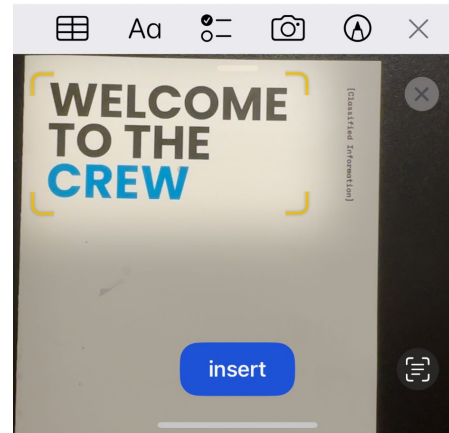 Aa
WELCOME
TO THE
CREW
[Classified Information]
insert